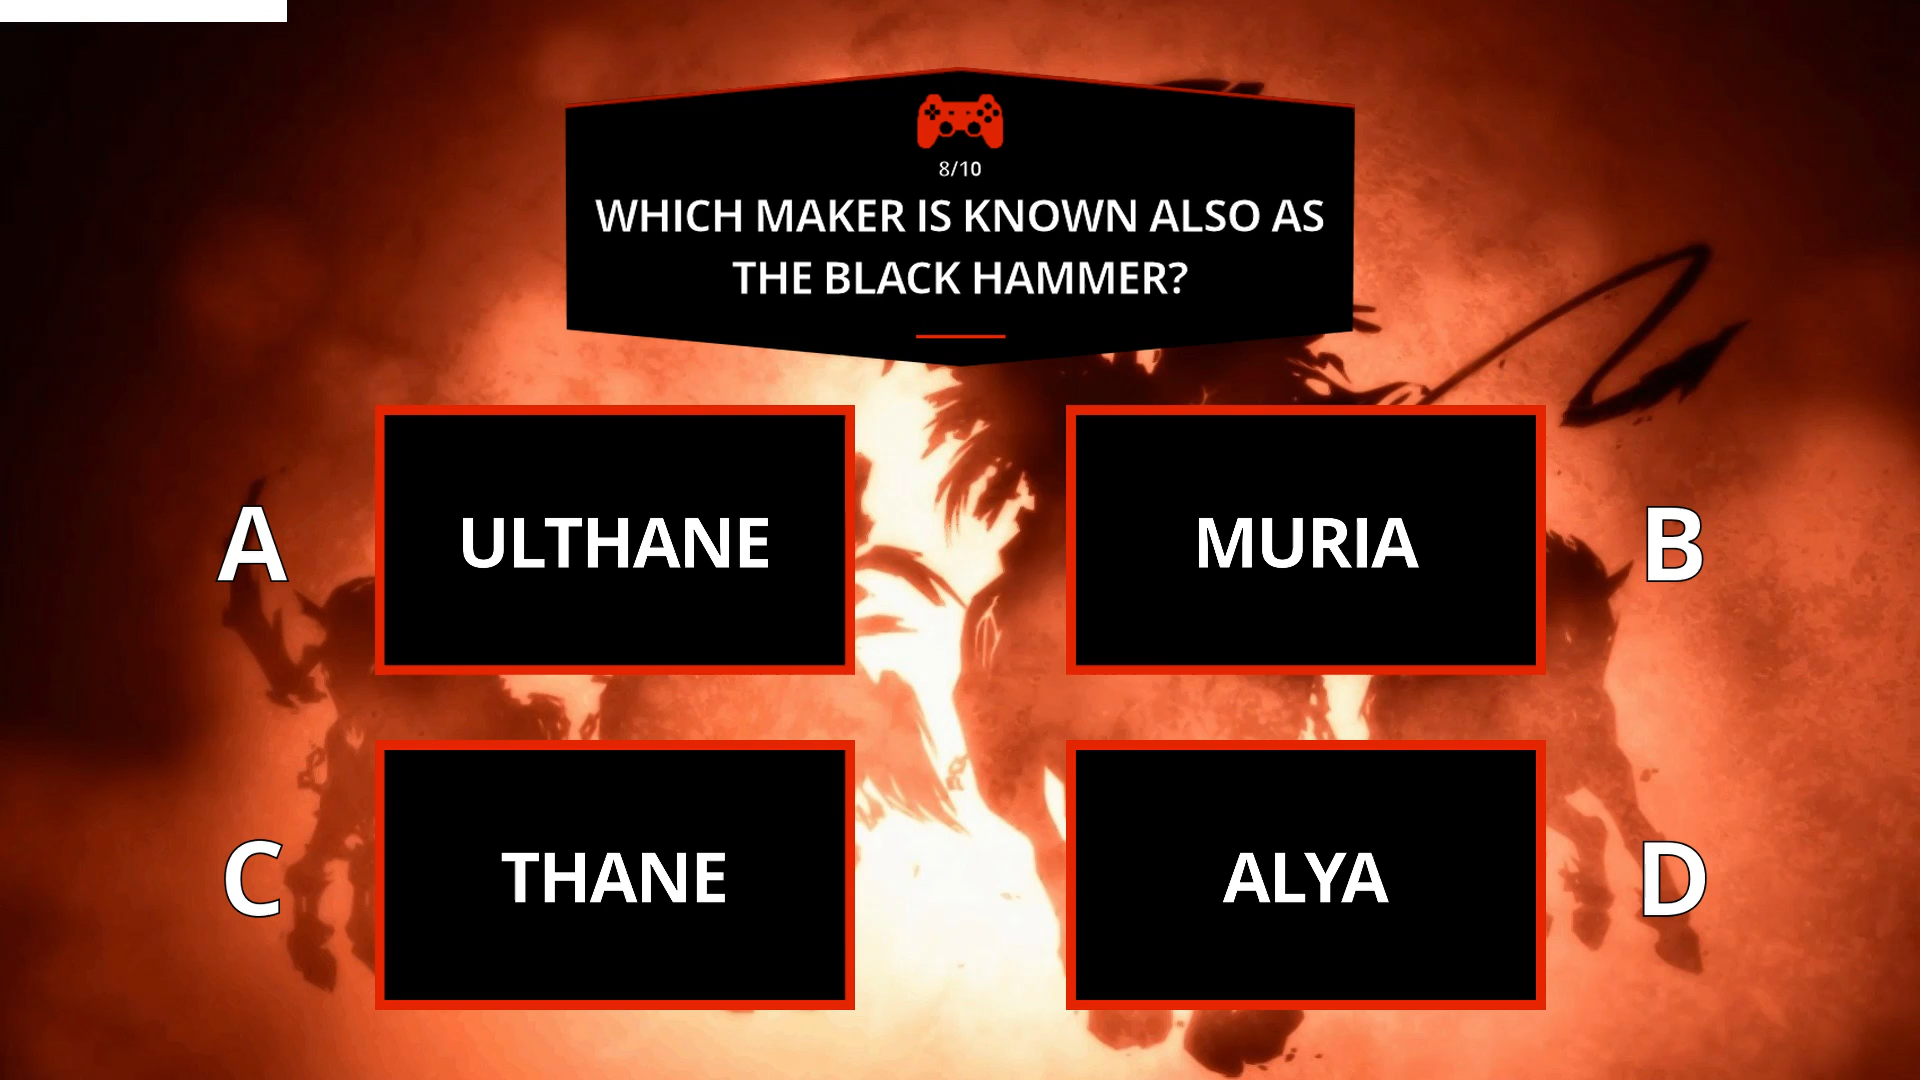 8/10
WHICH MAKER IS KNOWN ALSO AS
THE BLACK HAMMER?
A
ULTHANE
MURIA
B
C
THANE
ALYA
D